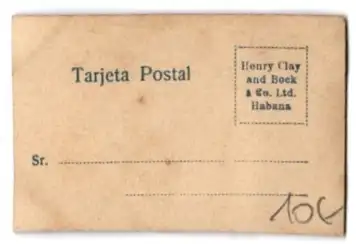 Tarjeta Postal
Henry Clay
and Bock
& Co. Ltd.
Habana
Sr.
10€